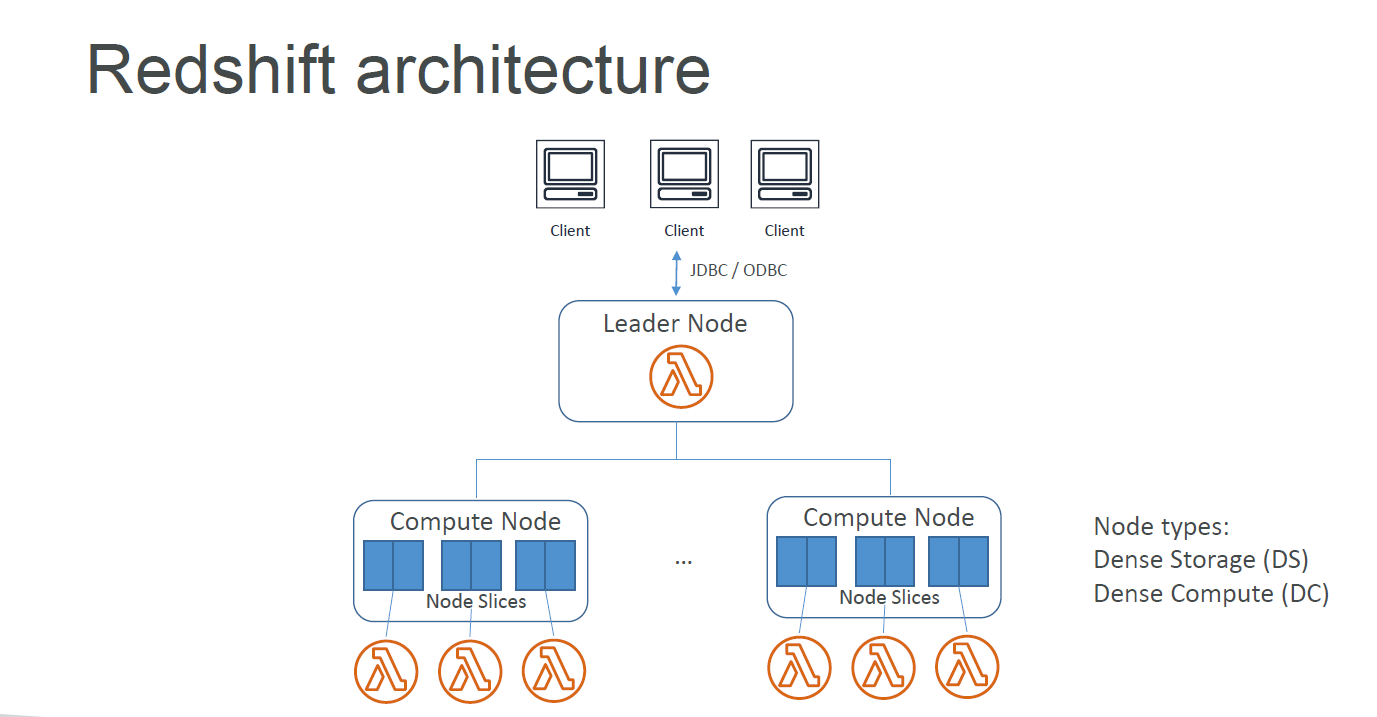 Redshift architecture
Client
Client
Client
JDBC / ODBC
Leader Node
Compute Node
Node Slices
...
Compute Node
Node Slices
Node types:
Dense Storage (DS)
Dense Compute (DC)